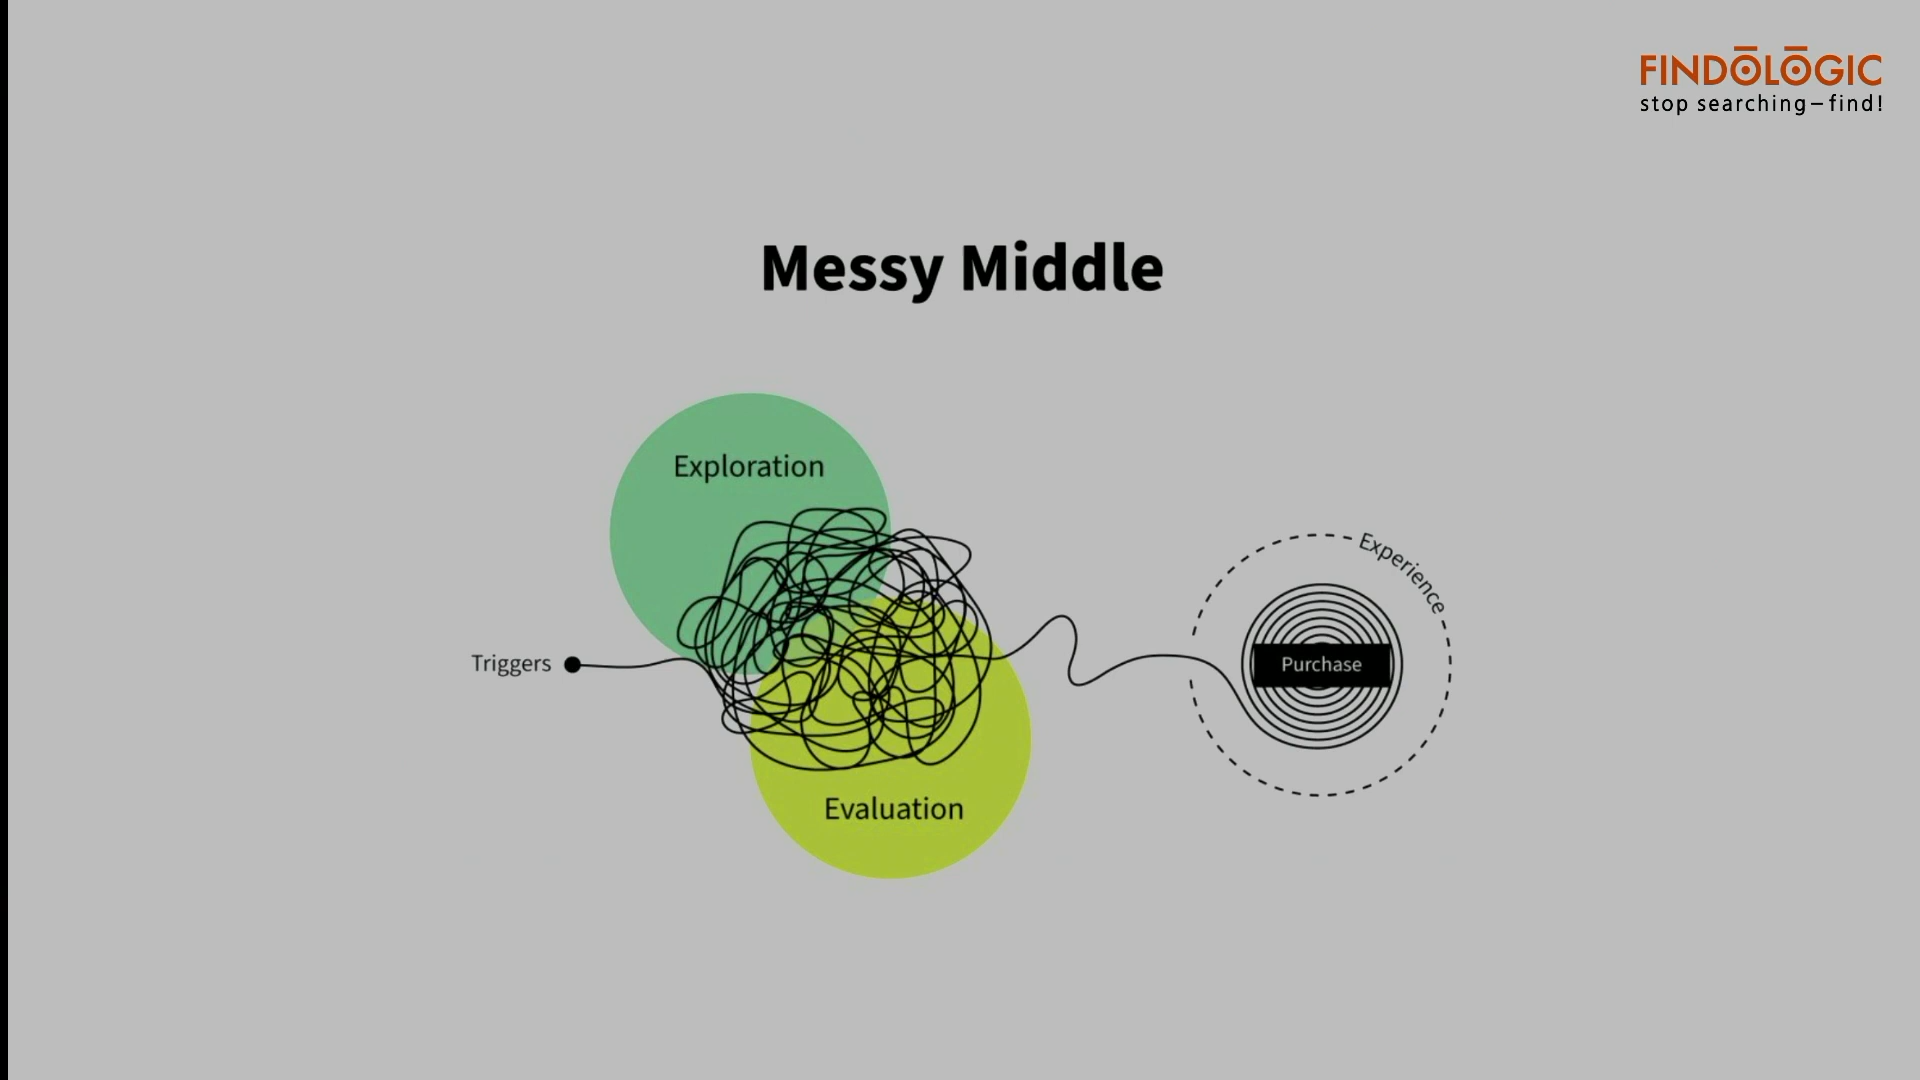 FINDOLOGIC
stop searching–find!
Messy Middle
Exploration
Experience
Triggers
Purchase
Evaluation